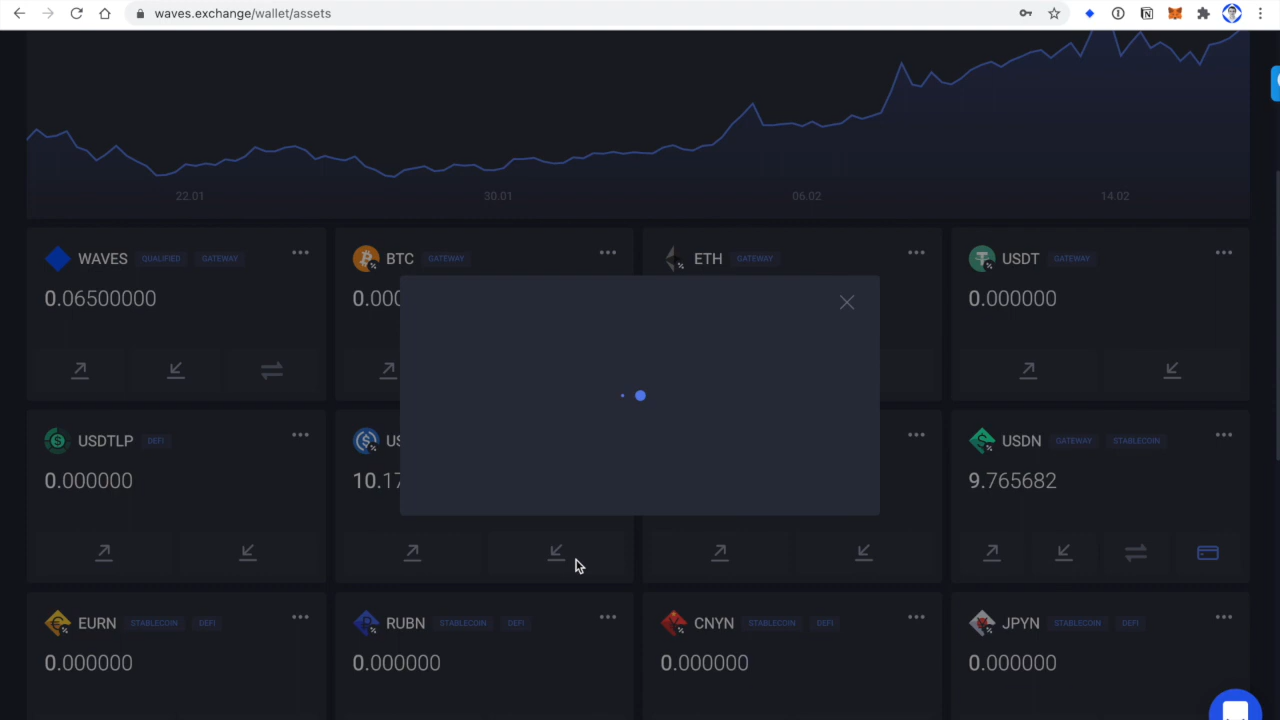 waves.exchange/wallet/assets
22.01 30.01 06.02 14.02
WAVES QUALIFIED GATEWAY BTC GATEWAY ETH GATEWAY USDT GATEWAY
0.06500000 0.000 0.000000
USDTLP DEFI US USDN GATEWAY STABLECOIN
0.000000 10.17 9.765682
EURN STABLECOIN DEFI RUBN STABLECOIN DEFI CNYN STABLECOIN DEFI JPYN STABLECOIN DEFI
0.000000 0.000000 0.000000 0.000000